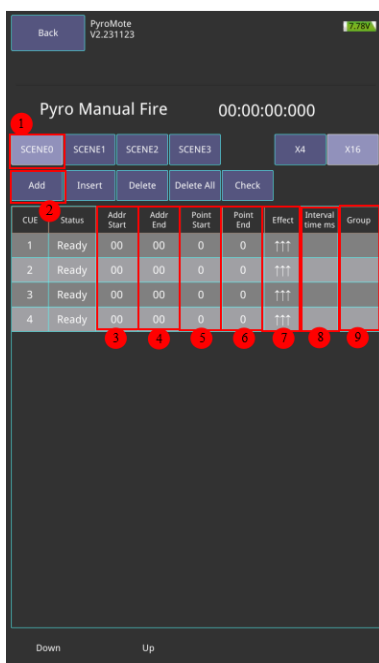 Back PyroMote 7.78V
V2.231123
Pyro Manual Fire 00:00:00:000
1
SCENE0 SCENE1 SCENE2 SCENE3 X4 X16
Add Insert Delete Delete All Check
2
CUE Status Addr Start Addr End Point Start Point End Effect Interval time ms Group
1 Ready 00 00 0 0 ↑↑↑
2 Ready 00 00 0 0 ↑↑↑
3 Ready 00 00 0 0 ↑↑↑
4 Ready 00 00 0 0 ↑↑↑
3 4 5 6 7 8 9
Down Up